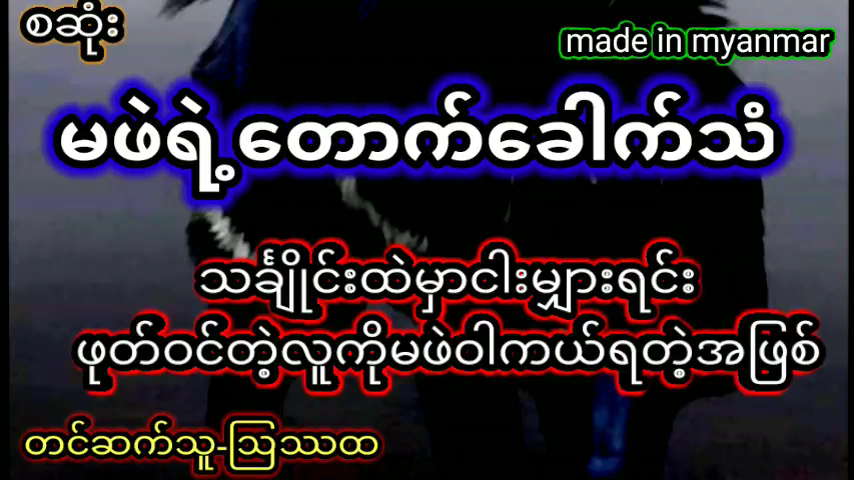 စဆုံး
made in myanmar
မဖဲရဲ့တောက်ခေါက်သံ
သင်္ချိုင်းထဲမှာငါးမျှားရင်း
ဖုတ်ဝင်တဲ့လူကိုမဖဲဝါကယ်ရတဲ့အဖြစ်
တင်ဆက်သူ-ဩဿထ